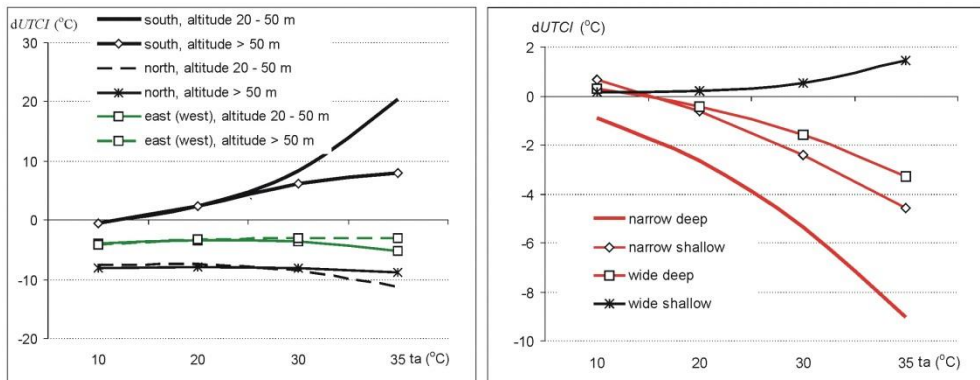 dUTCI (°C)
south, altitude 20 - 50 m
south, altitude > 50 m
north, altitude 20 - 50 m
north, altitude > 50 m
east (west), altitude 20 - 50 m
east (west), altitude > 50 m
30
20
10
0
-10
-20
10 20 30 35 ta (°C)
dUTCI (°C)
2
0
-2
-4
-6
-8
-10
narrow deep
narrow shallow
wide deep
wide shallow
10 20 30 35 ta (°C)